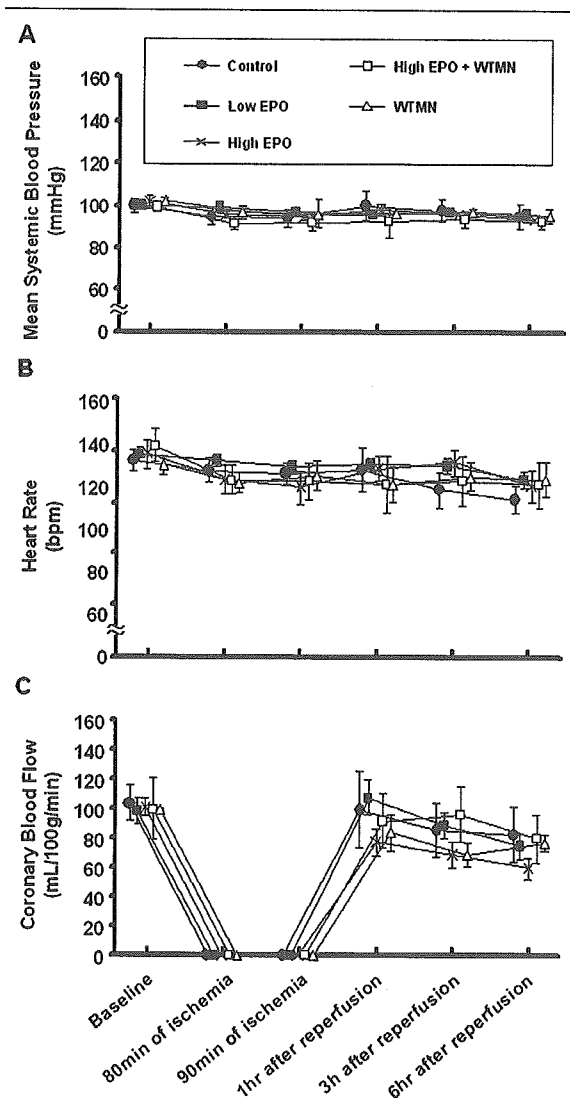 A
160
140
120
100
80
60
0
Mean Systemic Blood Pressure
(mmHg)
Control
Low EPO
High EPO
High EPO + WTMN
WTMN
B
160
140
120
100
80
60
0
Heart Rate
(bpm)
C
160
140
120
100
80
60
40
20
0
Coronary Blood Flow
(mL/100g/min)
Baseline
80min of ischemia
90min of ischemia
1hr after reperfusion
3h after reperfusion
6hr after reperfusion